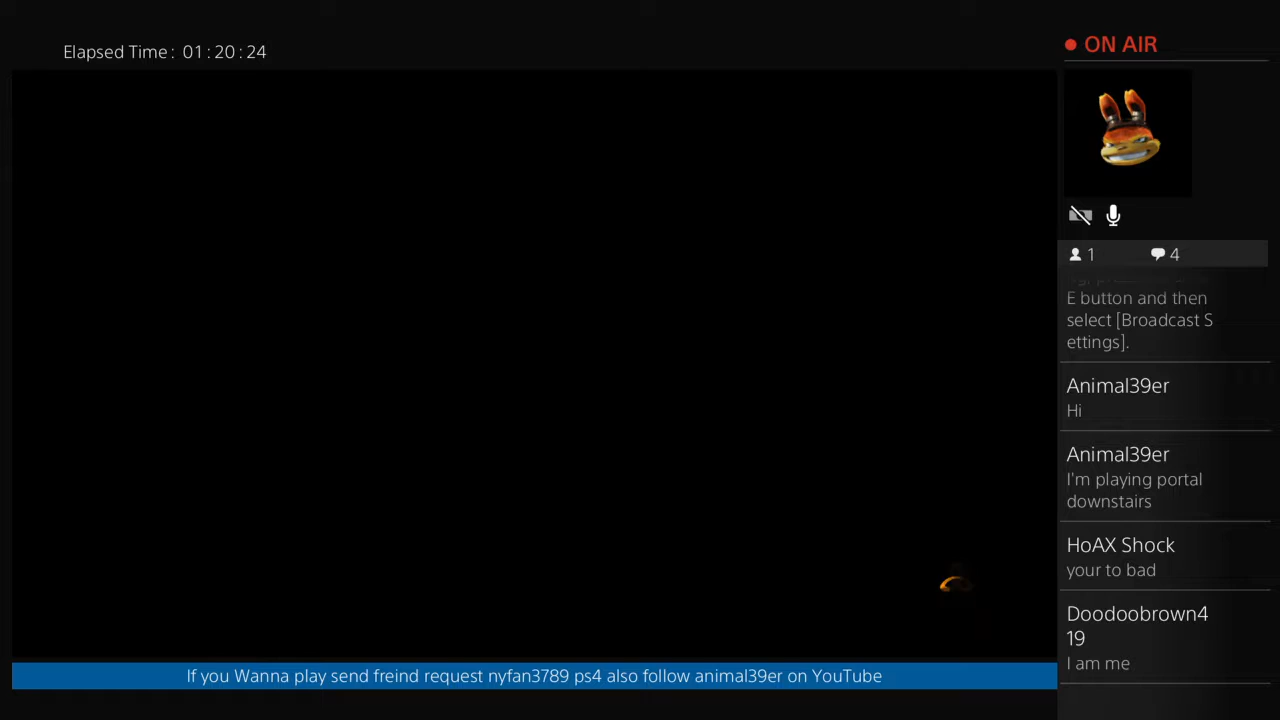 Elapsed Time: 01:20:24
ON AIR
1 4
E button and then
select [Broadcast S
ettings].
Animal39er
Hi
Animal39er
I'm playing portal
downstairs
HoAX Shock
your to bad
Doodoobrown4
19
I am me
If you Wanna play send freind request nyfan3789 ps4 also follow animal39er on YouTube